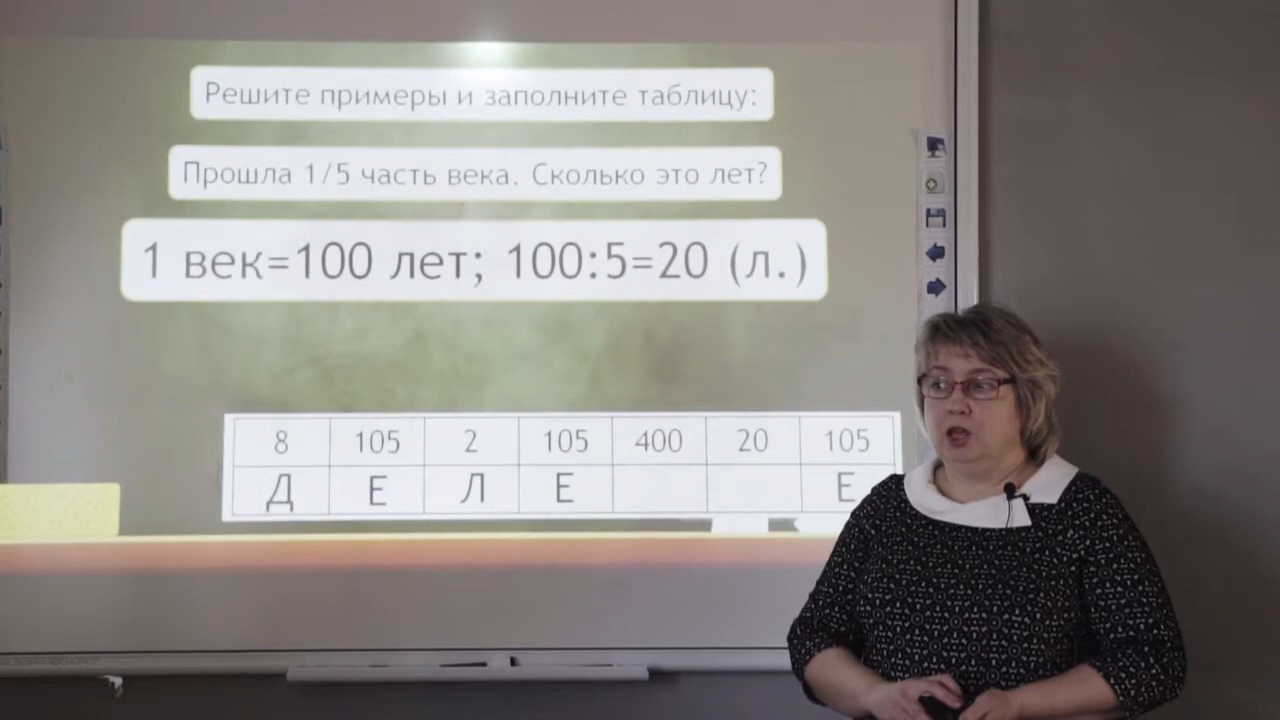 Решите примеры и заполните таблицу:
Прошла 1/5 часть века. Сколько это лет?
1 век=100 лет; 100:5=20 (л.)
8 105 2 105 400 20 105
Д Е Л Е Е